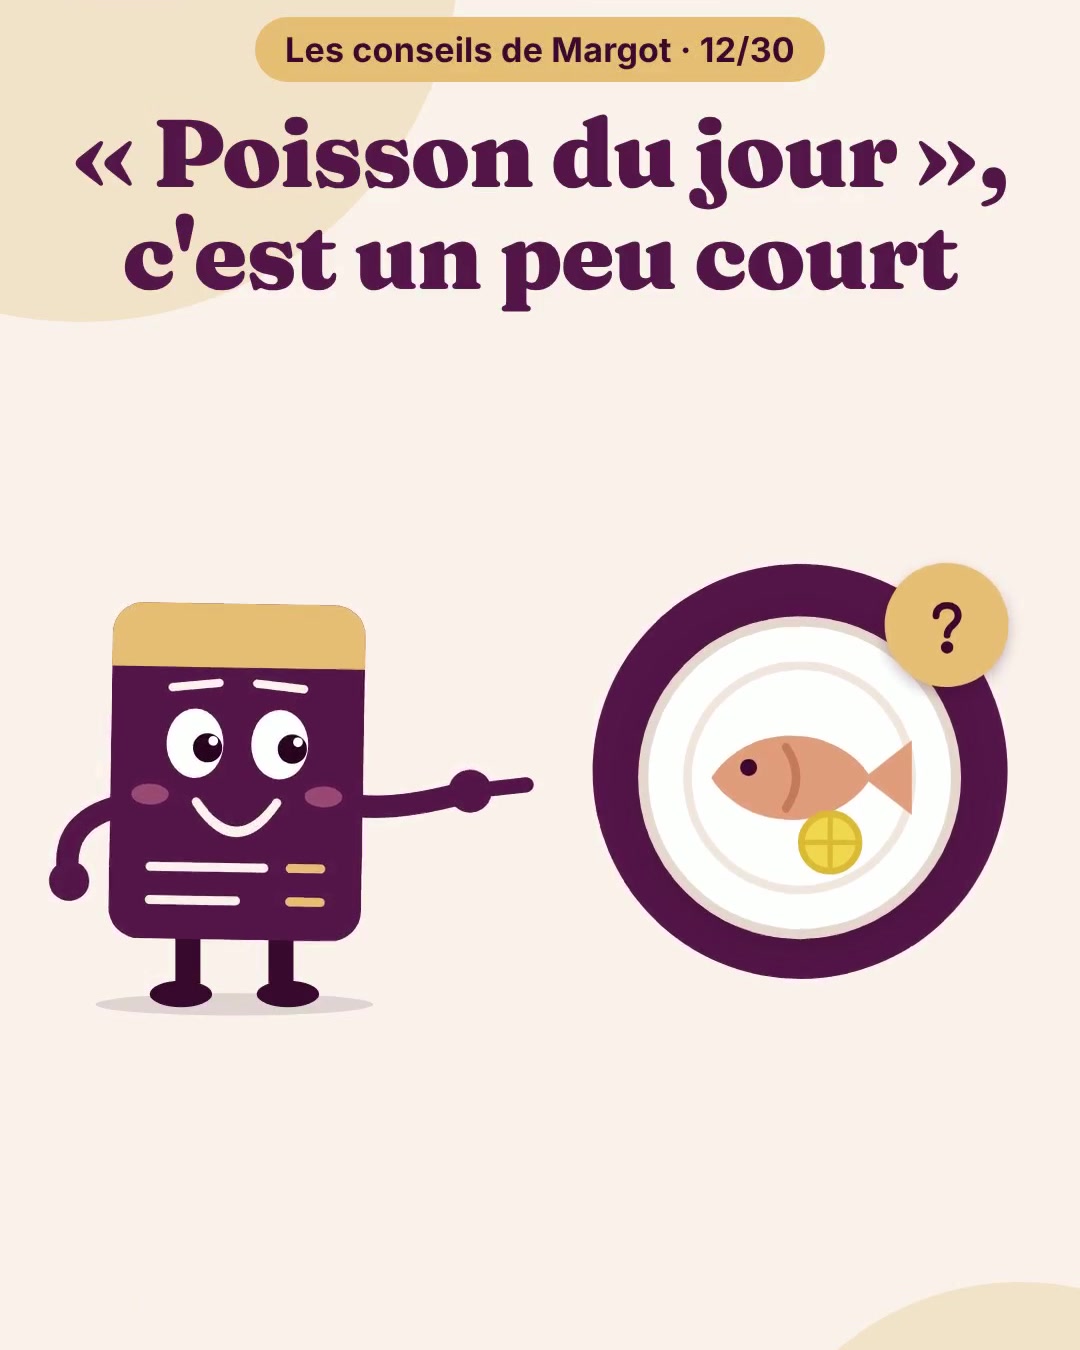 Les conseils de Margot · 12/30
« Poisson du jour »,
c'est un peu court
?